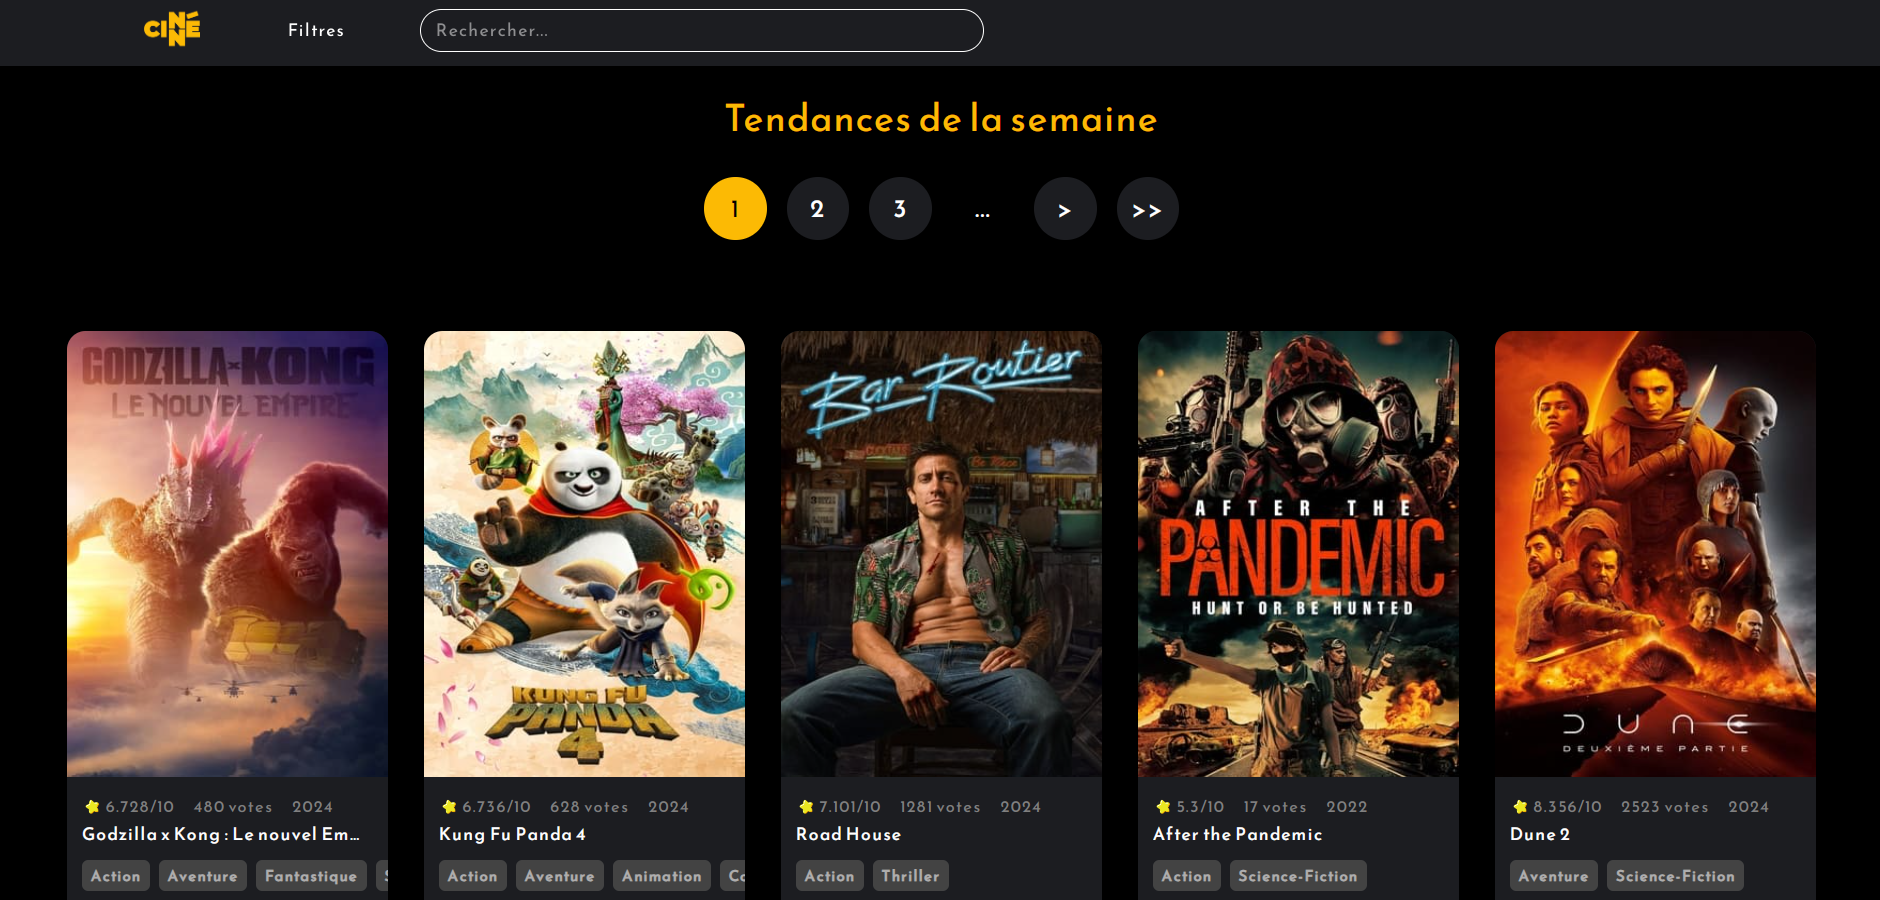 CINÉ
N
Filtres
Rechercher...
Tendances de la semaine
1
2
3
...
>
>>
GODZILLA x KONG
LE NOUVEL EMPIRE
KUNG FU
PANDA
4
Bar Routier
AFTER THE
PANDEMIC
HUNT OR BE HUNTED
DUNE
DEUXIÈME PARTIE
6.728/10 480 votes 2024
Godzilla x Kong : Le nouvel Em...
Action Aventure Fantastique
6.736/10 628 votes 2024
Kung Fu Panda 4
Action Aventure Animation
7.101/10 1281 votes 2024
Road House
Action Thriller
5.3/10 17 votes 2022
After the Pandemic
Action Science-Fiction
8.356/10 2523 votes 2024
Dune 2
Aventure Science-Fiction